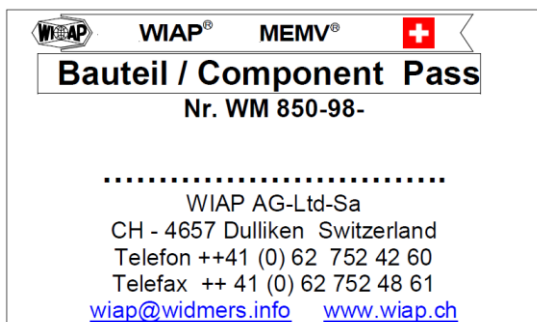 WIAP WIAP® MEMV®
Bauteil / Component Pass
Nr. WM 850-98-
................................
WIAP AG-Ltd-Sa
CH - 4657 Dulliken Switzerland
Telefon ++41 (0) 62 752 42 60
Telefax ++ 41 (0) 62 752 48 61
wiap@widmers.info www.wiap.ch